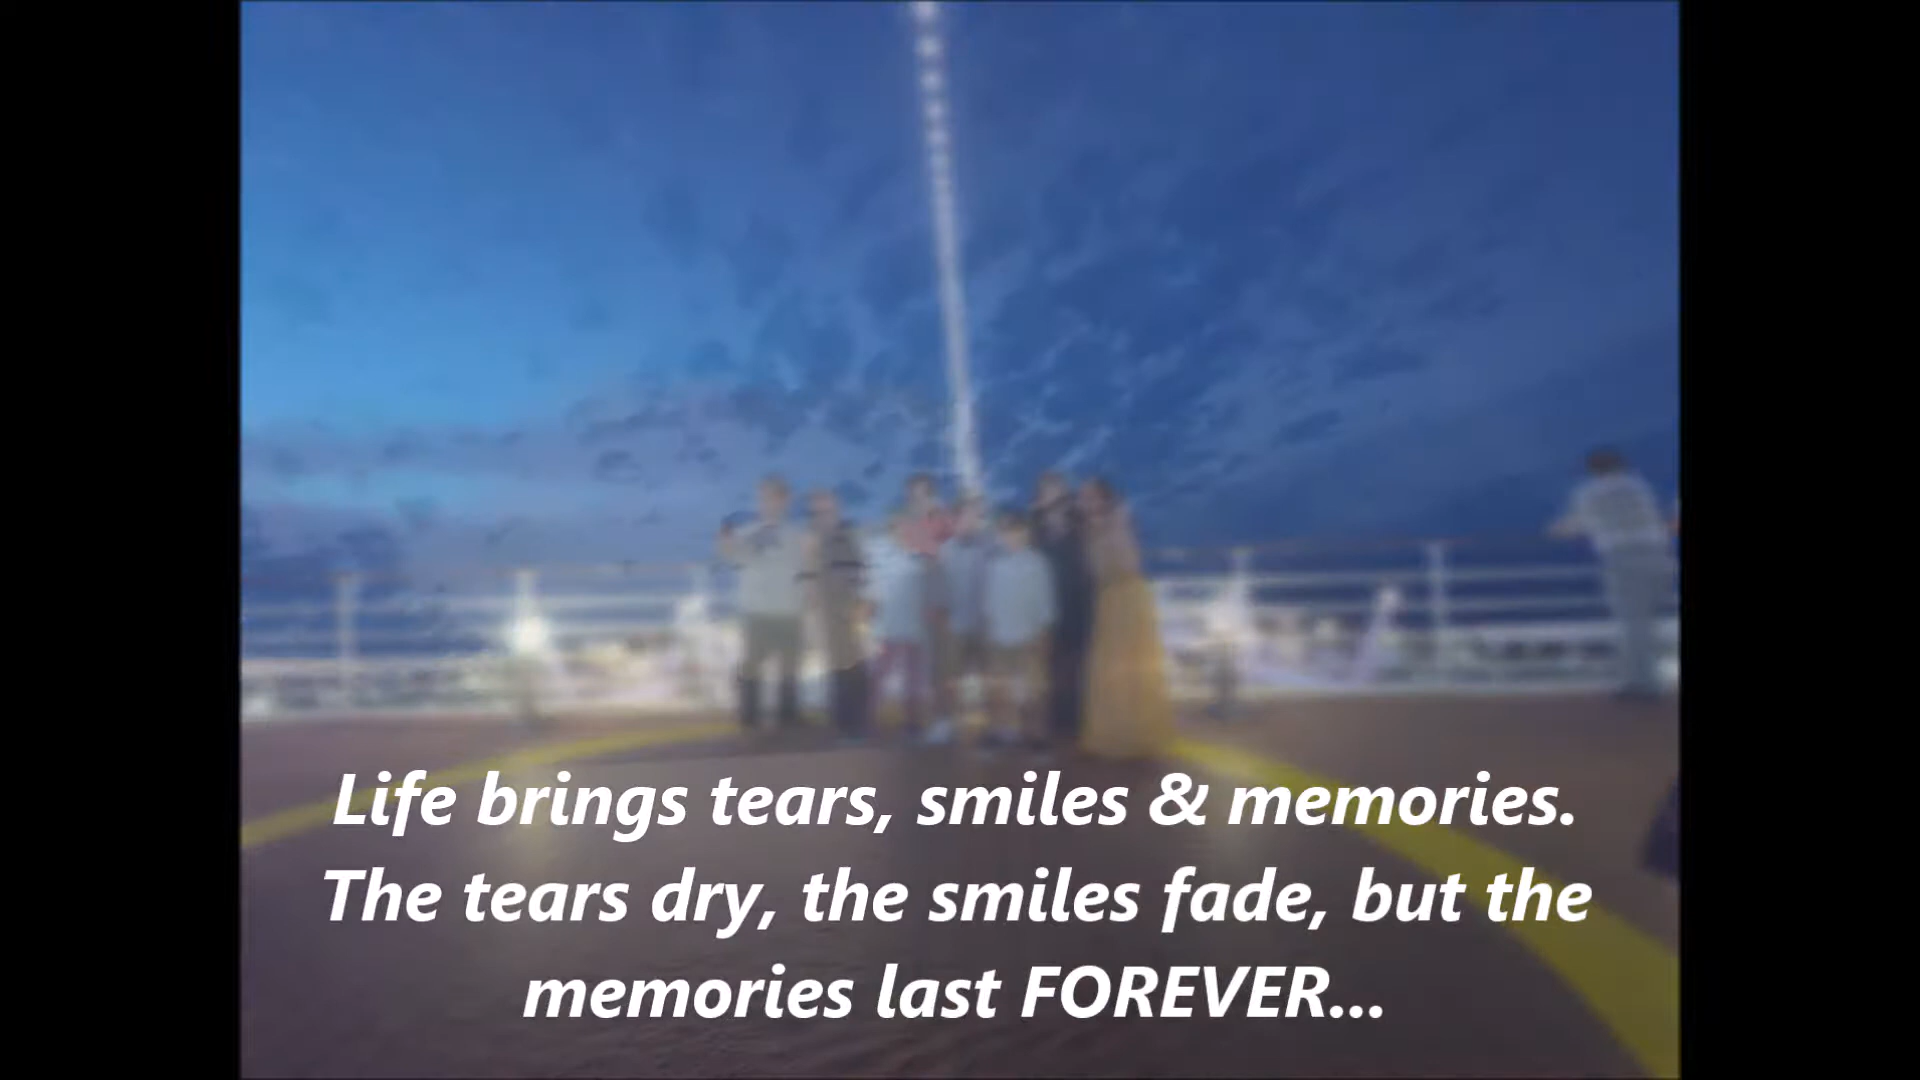 Life brings tears, smiles & memories.
The tears dry, the smiles fade, but the
memories last FOREVER...